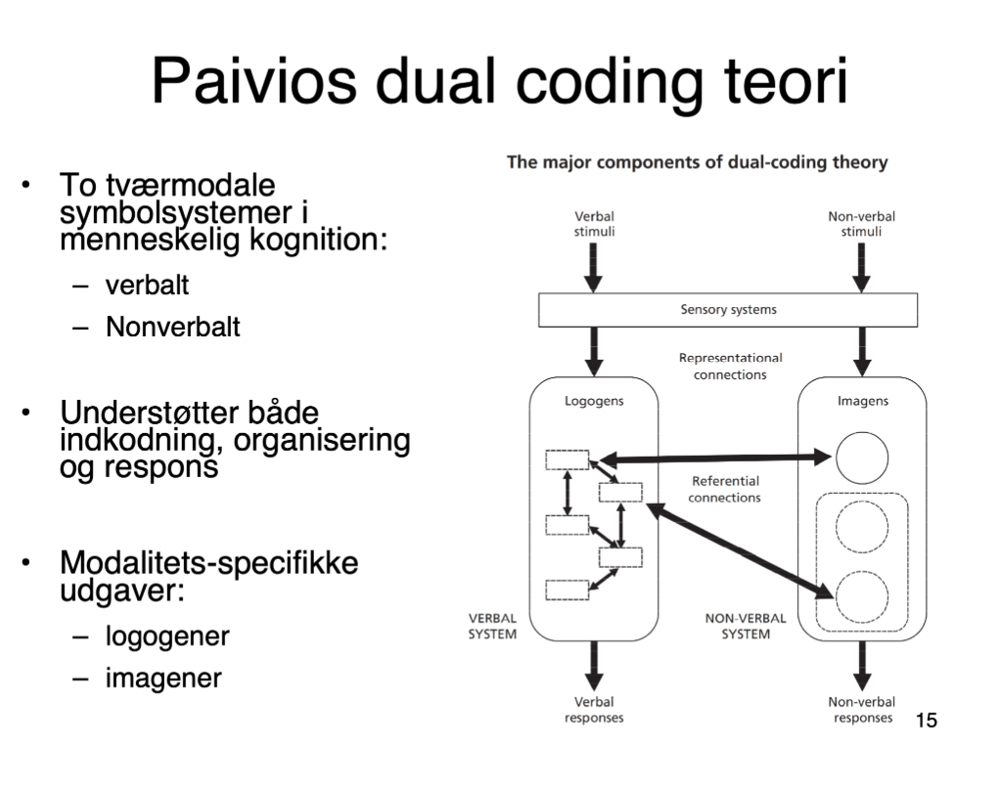 Paivios dual coding teori
• To tværmodale
symbolsystemer i
menneskelig kognition:
– verbalt
– Nonverbalt
• Understøtter både
indkodning, organisering
og respons
• Modalitets-specifikke
udgaver:
– logogener
– imagener
The major components of dual-coding theory
Verbal
stimuli
Non-verbal
stimuli
Sensory systems
Representational
connections
Logogens
Imagens
Referential
connections
VERBAL
SYSTEM
NON-VERBAL
SYSTEM
Verbal
responses
Non-verbal
responses
15